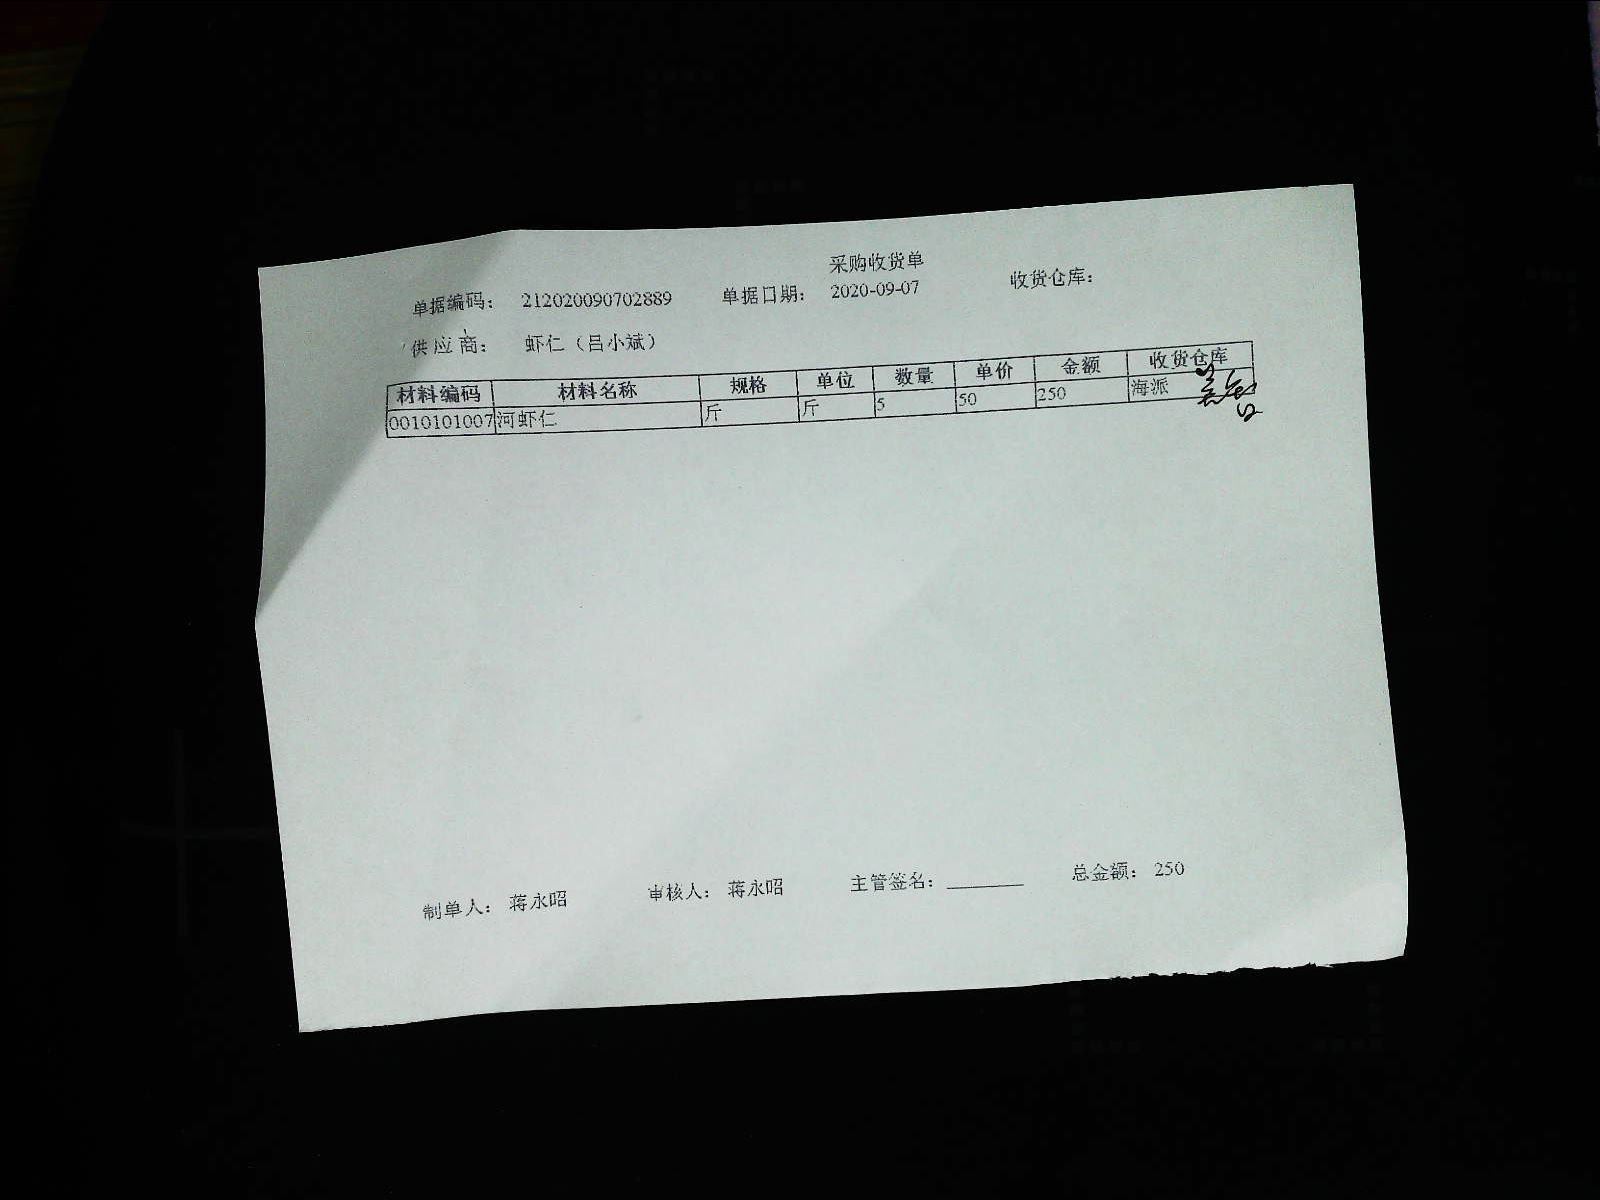 采购收货单
单据编码: 212020090702889 单据日期: 2020-09-07 收货仓库:
供应商: 虾仁（吕小斌）
材料编码 材料名称 规格 单位 数量 单价 金额 收货仓库
0010101007 河虾仁 斤 斤 5 50 250 海派
制单人: 蒋永昭 审核人: 蒋永昭 主管签名: 总金额: 250